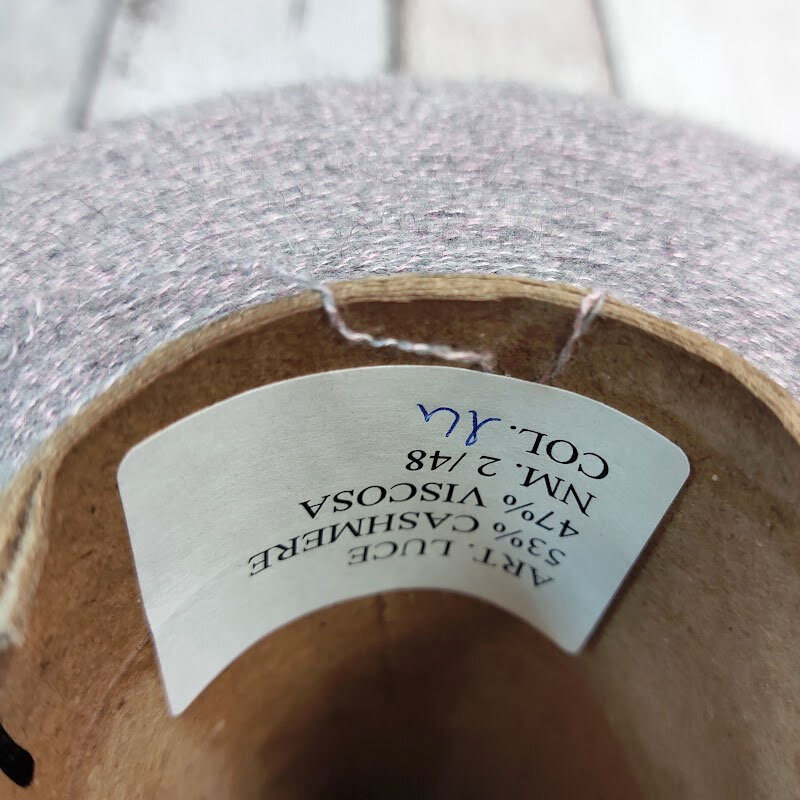 ART. LUCE
53% CASHMERE
47% VISCOSA
NM. 2/48
COL.